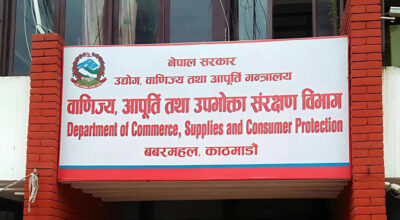 नेपाल सरकार
उद्योग, वाणिज्य तथा आपूर्ति मन्त्रालय
वाणिज्य, आपूर्ति तथा उपभोक्ता संरक्षण विभाग
Department of Commerce, Supplies and Consumer Protection
बबरमहल, काठमाडौं